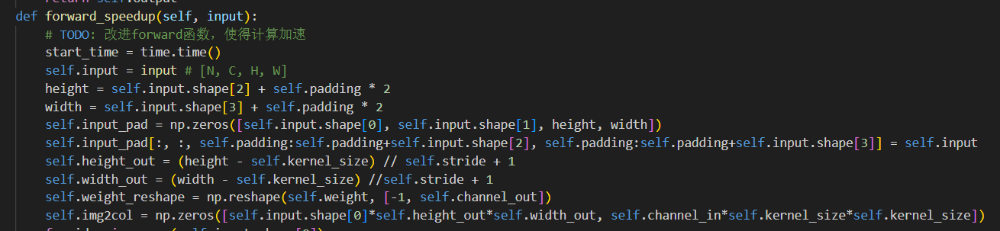 return self.output
def forward_speedup(self, input):
# TODO: 改进forward函数，使得计算加速
start_time = time.time()
self.input = input # [N, C, H, W]
height = self.input.shape[2] + self.padding * 2
width = self.input.shape[3] + self.padding * 2
self.input_pad = np.zeros([self.input.shape[0], self.input.shape[1], height, width])
self.input_pad[:, :, self.padding:self.padding+self.input.shape[2], self.padding:self.padding+self.input.shape[3]] = self.input
self.height_out = (height - self.kernel_size) // self.stride + 1
self.width_out = (width - self.kernel_size) //self.stride + 1
self.weight_reshape = np.reshape(self.weight, [-1, self.channel_out])
self.img2col = np.zeros([self.input.shape[0]*self.height_out*self.width_out, self.channel_in*self.kernel_size*self.kernel_size])